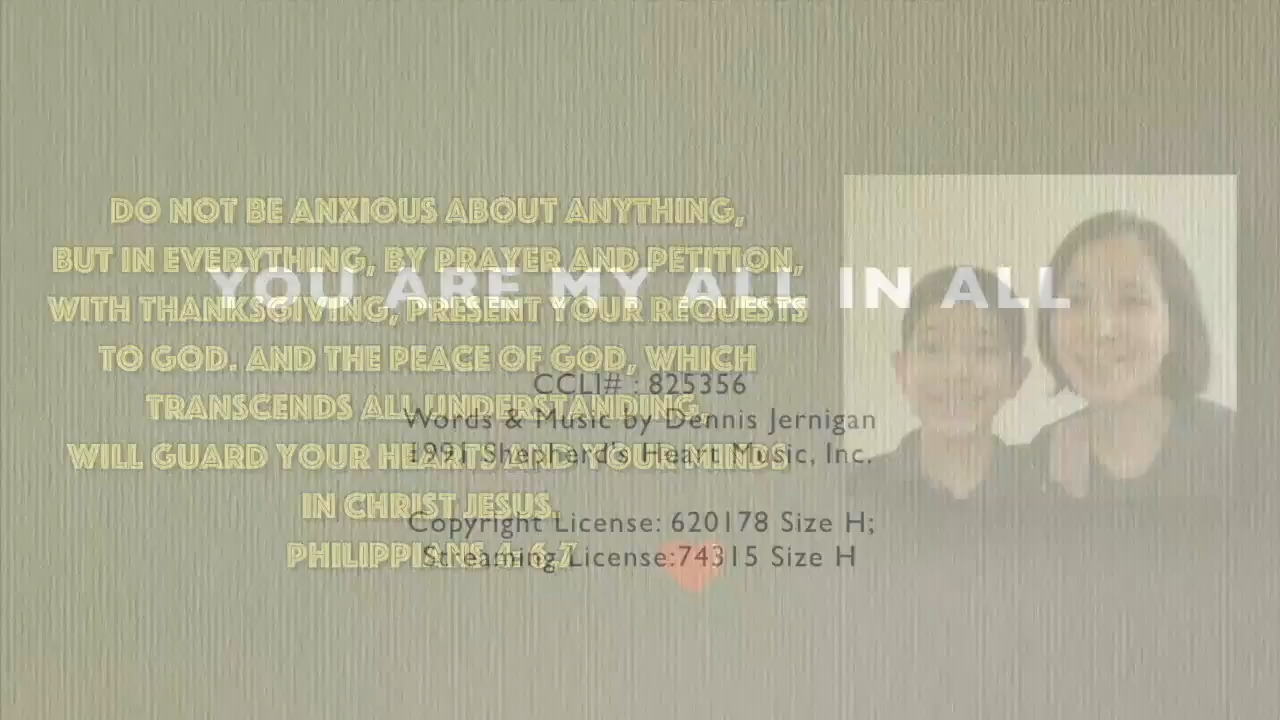 DO NOT BE ANXIOUS ABOUT ANYTHING,
BUT IN EVERYTHING, BY PRAYER AND PETITION,
WITH THANKSGIVING, PRESENT YOUR REQUESTS
TO GOD. AND THE PEACE OF GOD, WHICH
TRANSCENDS ALL UNDERSTANDING,
WILL GUARD YOUR HEARTS AND YOUR MINDS
IN CHRIST JESUS.
PHILIPPIANS 4: 6,7
YOU ARE MY ALL IN ALL
CCLI# : 825356
Words & Music by Dennis Jernigan
1991 Shepherd's Heart Music, Inc.
Copyright License: 620178 Size H;
Streaming License:74315 Size H